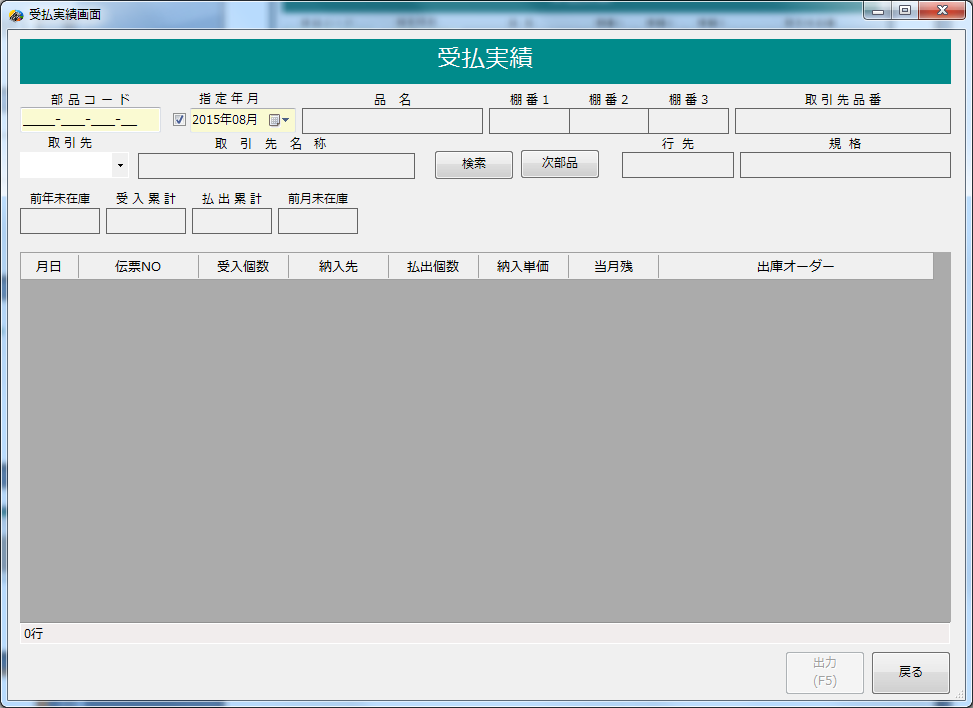 受払実績画面
受払実績
部品コード 指定年月 品 名 棚番1 棚番2 棚番3 取引先品番
____-___-___-__ 2015年08月
取引先 取 引 先 名 称 検索 次部品 行先 規格
前年未在庫 受入累計 払出累計 前月未在庫
月日 伝票NO 受入個数 納入先 払出個数 納入単価 当月残 出庫オーダー
0行
出力
(F5)
戻る